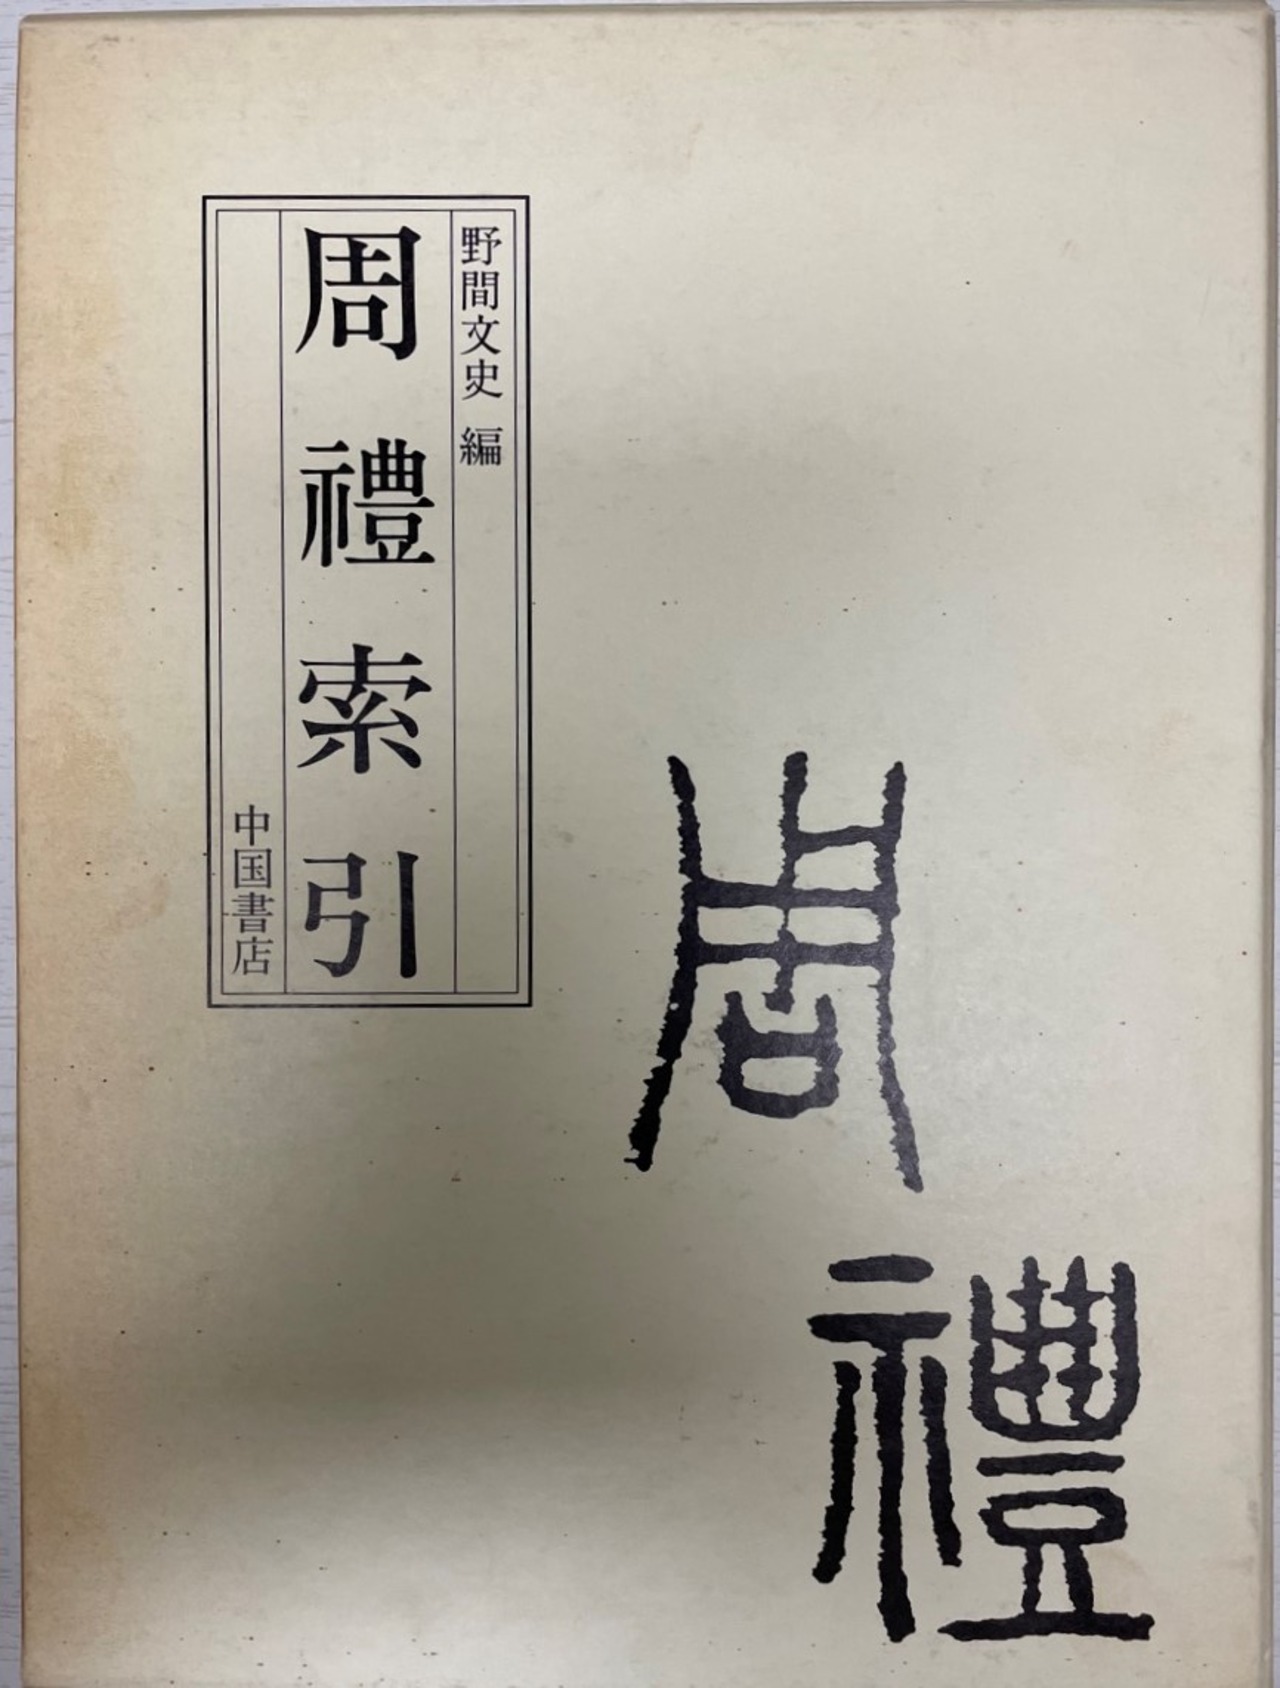 野間文史 編
周禮索引
中国書店
周禮